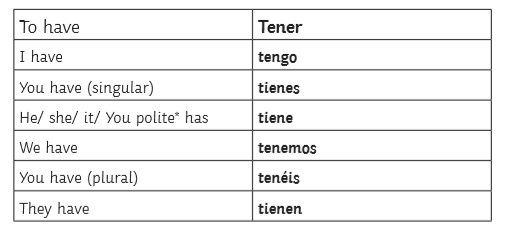 To have Tener
I have tengo
You have (singular) tienes
He/ she/ it/ You polite* has tiene
We have tenemos
You have (plural) tenéis
They have tienen